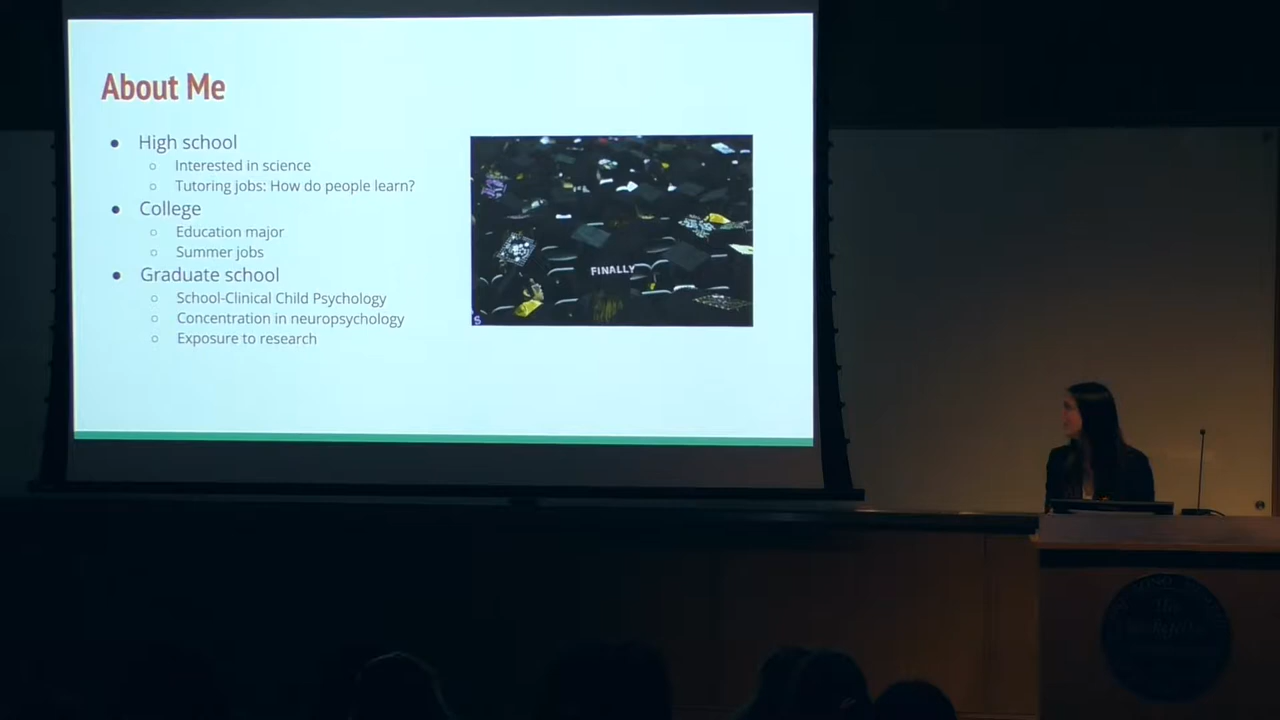 About Me
● High school
○ Interested in science
○ Tutoring jobs: How do people learn?
● College
○ Education major
○ Summer jobs
● Graduate school
○ School-Clinical Child Psychology
○ Concentration in neuropsychology
○ Exposure to research
FINALLY